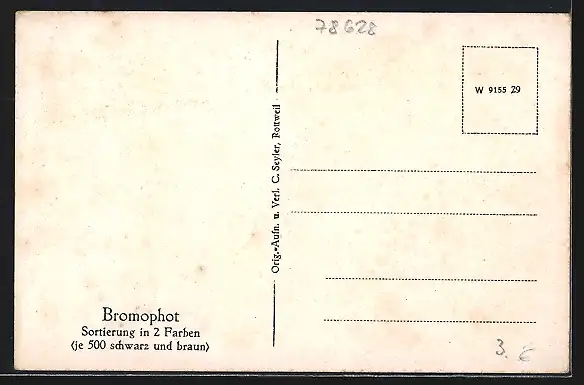 78628
W 9155 29
Orig.-Aufn. u. Verl. C. Seyler, Rottweil
Bromophot
Sortierung in 2 Farben
(je 500 schwarz und braun)
3. €